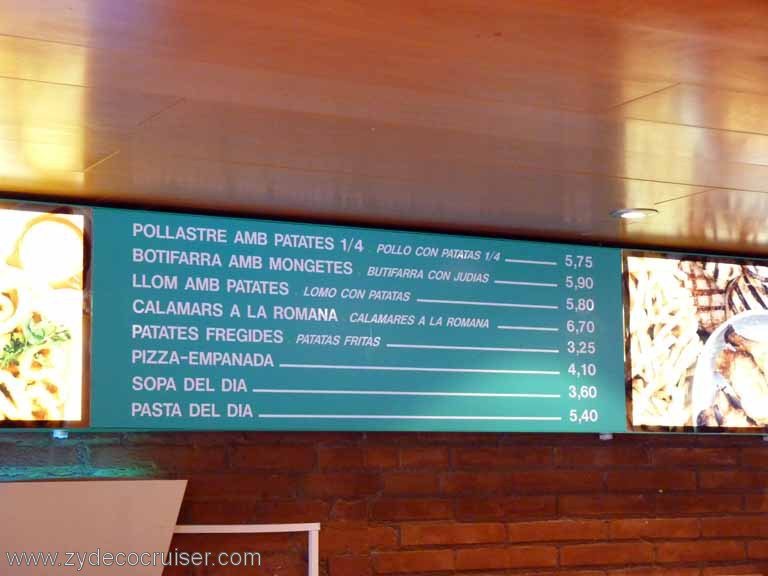 POLLASTRE AMB PATATES 1/4 POLLO CON PATATAS 1/4 5,75
BOTIFARRA AMB MONGETES BUTIFARRA CON JUDIAS 5,90
LLOM AMB PATATES LOMO CON PATATAS 5,80
CALAMARS A LA ROMANA CALAMARES A LA ROMANA 6,70
PATATES FREGIDES PATATAS FRITAS 3,25
PIZZA-EMPANADA 4,10
SOPA DEL DIA 3,60
PASTA DEL DIA 5,40
www.zydecocruiser.com